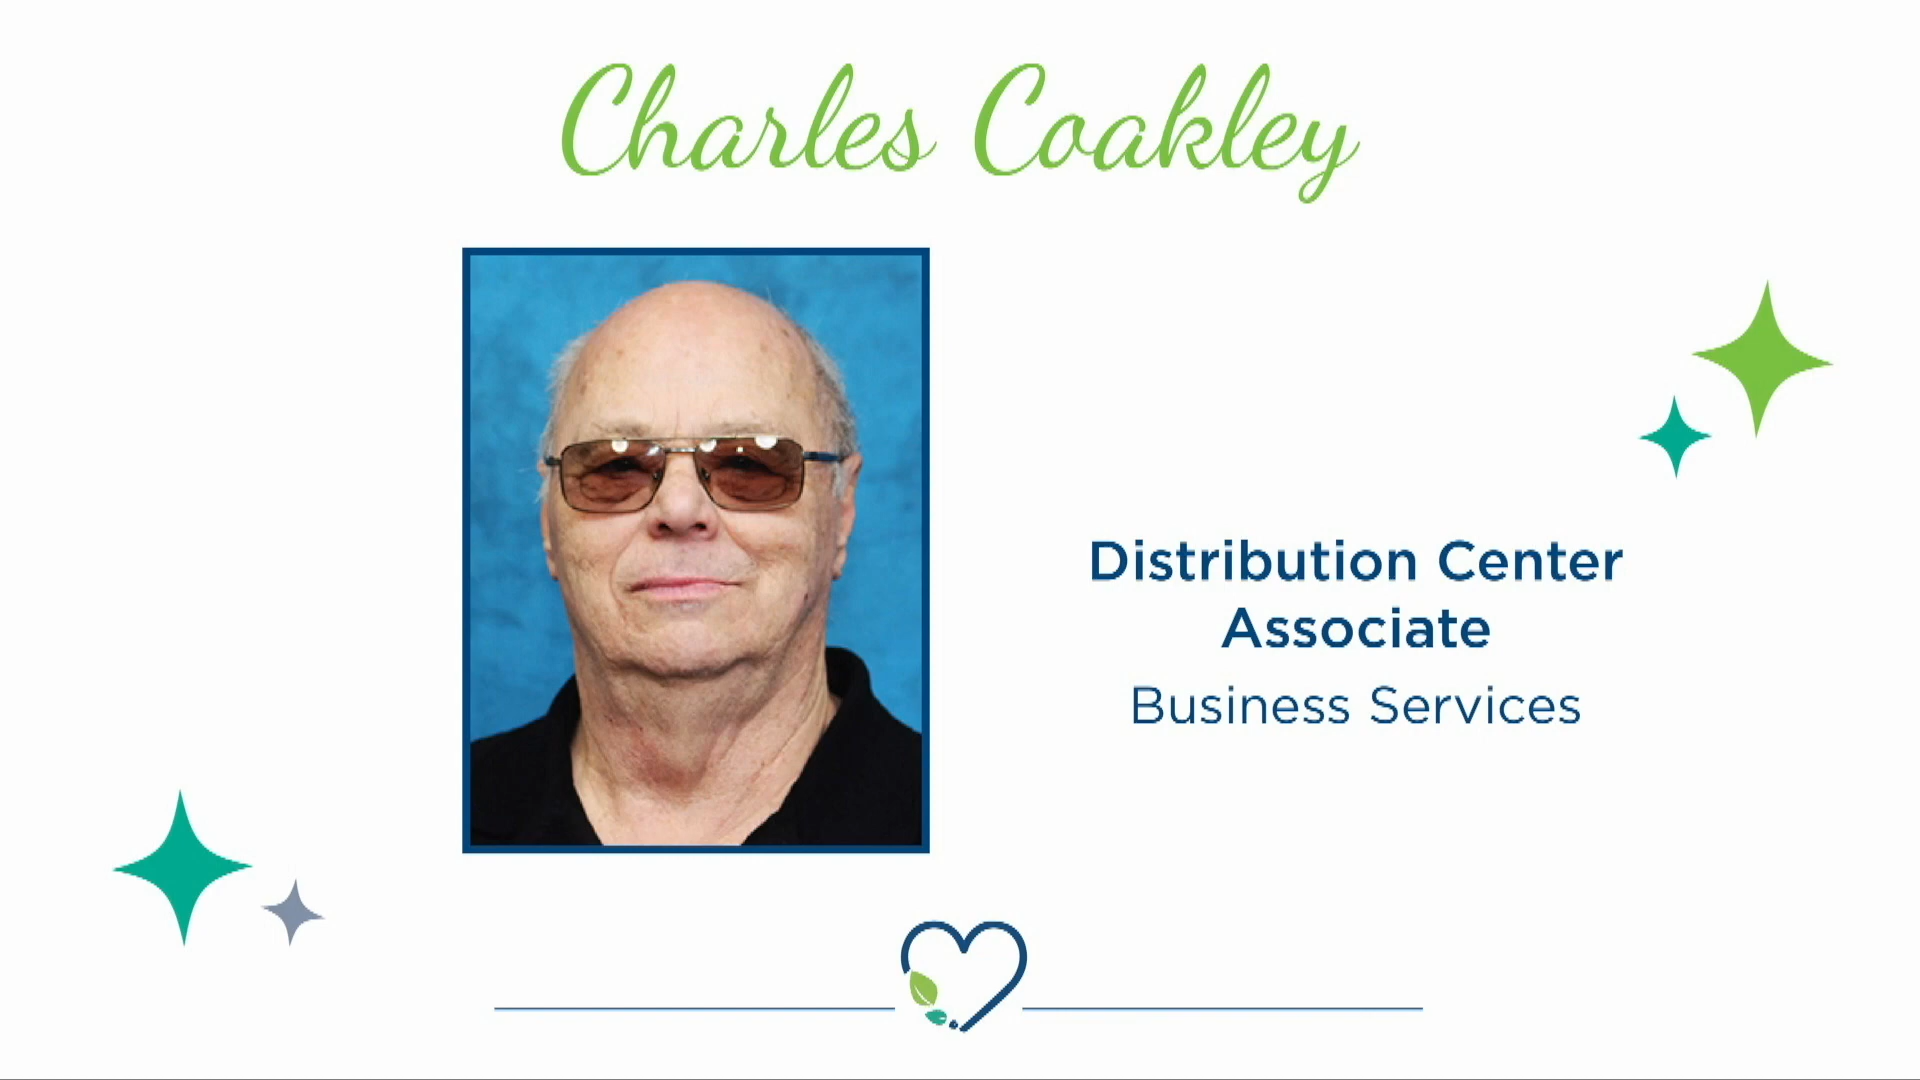 Charles Coakley
Distribution Center
Associate
Business Services